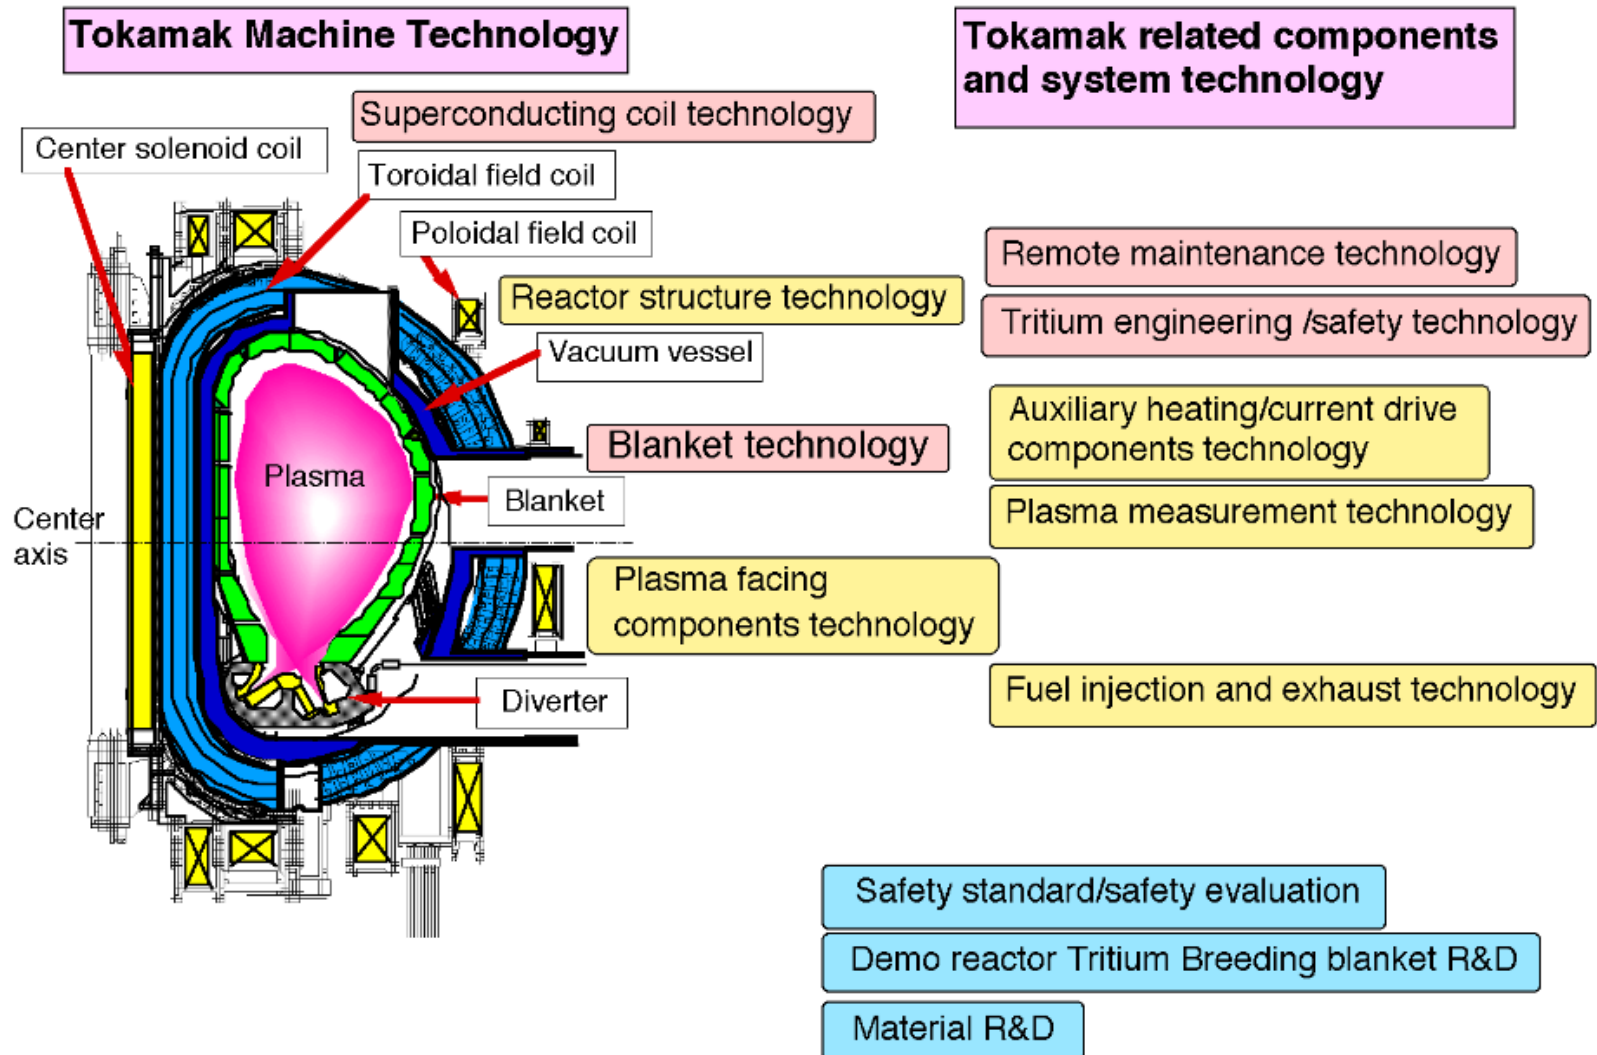 Tokamak Machine Technology
Tokamak related components
and system technology
Superconducting coil technology
Center solenoid coil
Toroidal field coil
Poloidal field coil
Remote maintenance technology
Reactor structure technology
Tritium engineering /safety technology
Vacuum vessel
Auxiliary heating/current drive
components technology
Blanket technology
Plasma
Blanket
Plasma measurement technology
Center
axis
Plasma facing
components technology
Fuel injection and exhaust technology
Diverter
Safety standard/safety evaluation
Demo reactor Tritium Breeding blanket R&D
Material R&D